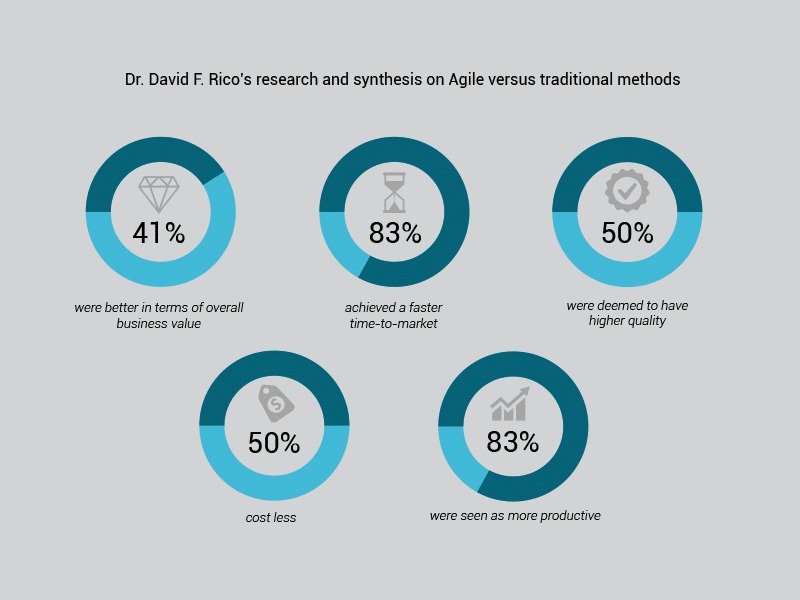 Dr. David F. Rico's research and synthesis on Agile versus traditional methods
41%
were better in terms of overall
business value
83%
achieved a faster
time-to-market
50%
were deemed to have
higher quality
50%
cost less
83%
were seen as more productive